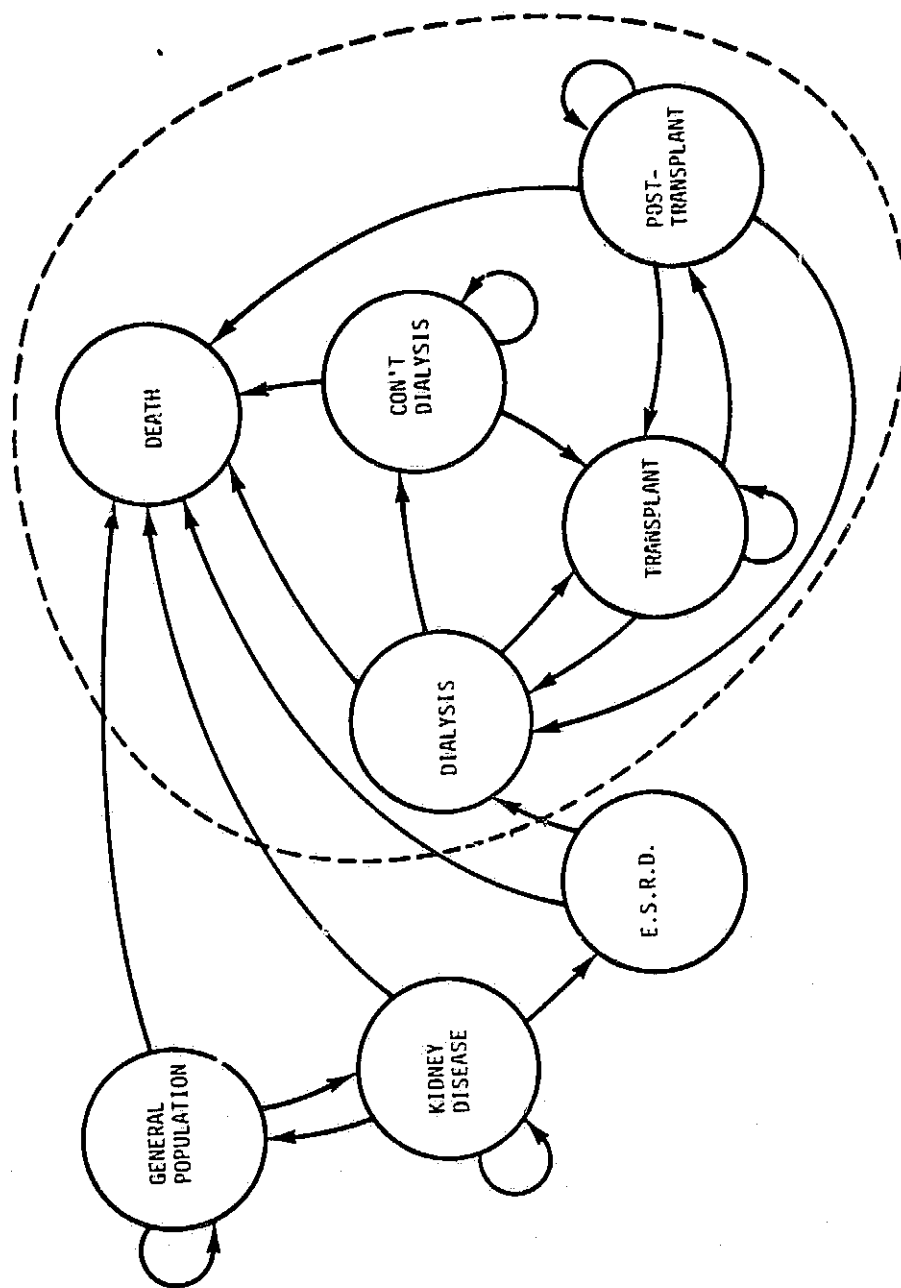 GENERAL
POPULATION
KIDNEY
DISEASE
E.S.R.D.
DIALYSIS
DEATH
CON'T
DIALYSIS
TRANSPLANT
POST-
TRANSPLANT